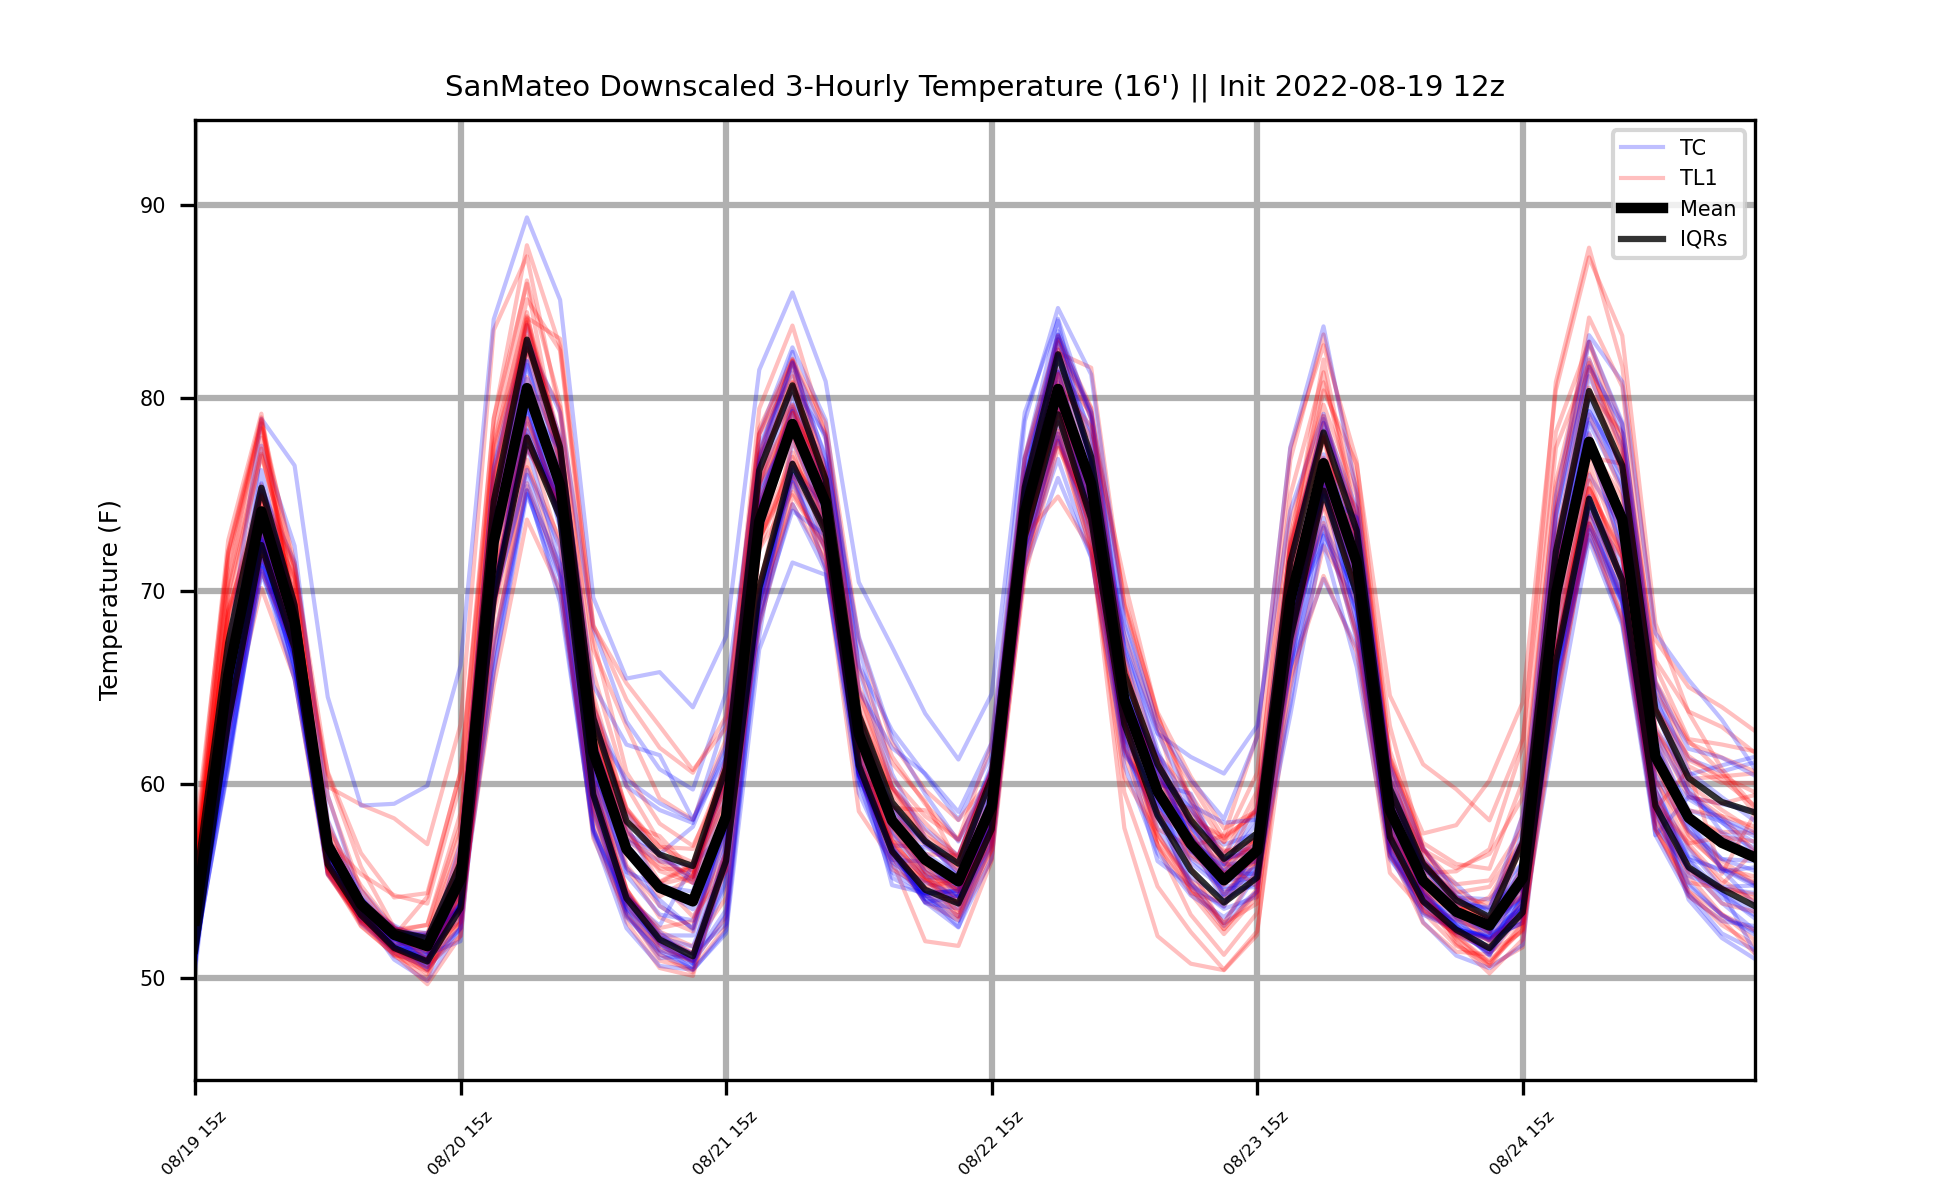 SanMateo Downscaled 3-Hourly Temperature (16') || Init 2022-08-19 12z
TC
TL1
Mean
IQRs
Temperature (F)
90
80
70
60
50
08/19 15z
08/20 15z
08/21 15z
08/22 15z
08/23 15z
08/24 15z